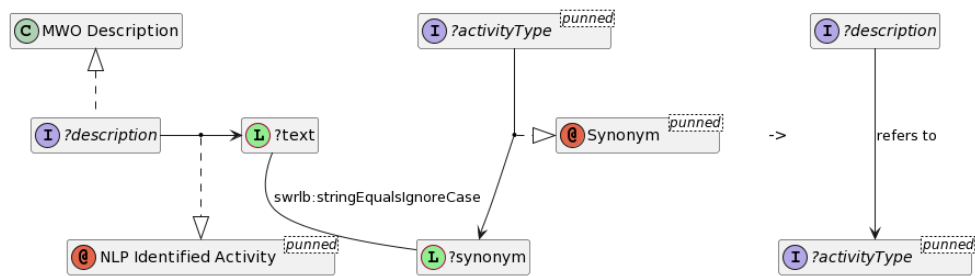 C MWO Description
I ?activityType punned
I ?description
I ?description
L ?text
@ Synonym punned
->
refers to
swrlb:stringEqualsIgnoreCase
@ NLP Identified Activity punned
L ?synonym
I ?activityType punned